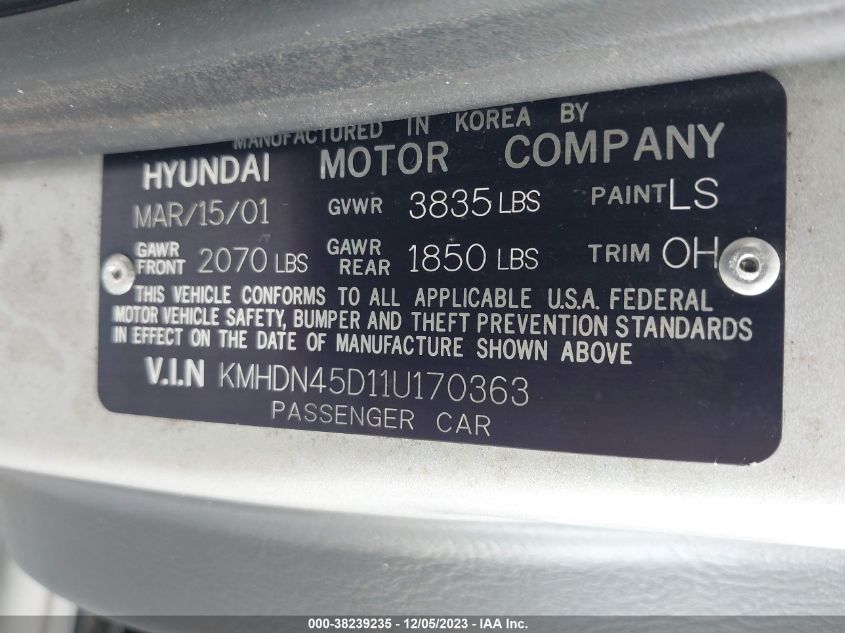 MANUFACTURED IN KOREA BY
HYUNDAI MOTOR COMPANY
MAR/15/01 GVWR 3835 LBS PAINT LS
GAWR FRONT 2070 LBS GAWR REAR 1850 LBS TRIM OH
THIS VEHICLE CONFORMS TO ALL APPLICABLE U.S.A. FEDERAL
MOTOR VEHICLE SAFETY, BUMPER AND THEFT PREVENTION STANDARDS
IN EFFECT ON THE DATE OF MANUFACTURE SHOWN ABOVE
V.I.N KMHDN45D11U170363
PASSENGER CAR
000-38239235 - 12/05/2023 - IAA Inc.